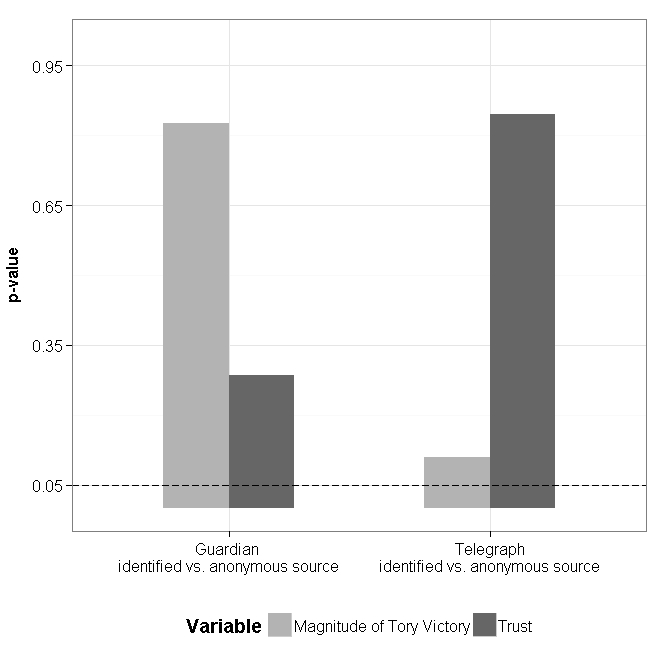 0.95
0.65
p-value
0.35
0.05
Guardian
identified vs. anonymous source
Telegraph
identified vs. anonymous source
Variable
Magnitude of Tory Victory
Trust